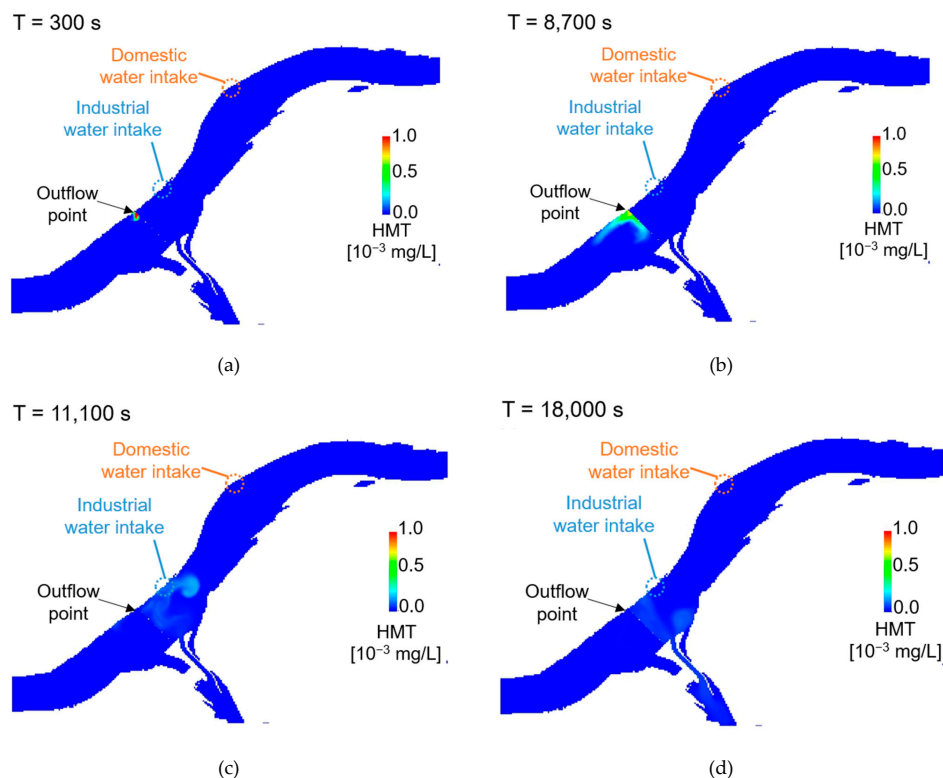 T = 300 s
Domestic
water intake
Industrial
water intake
Outflow
point
1.0
0.5
0.0
HMT
[10⁻³ mg/L]
(a)
T = 8,700 s
Domestic
water intake
Industrial
water intake
Outflow
point
1.0
0.5
0.0
HMT
[10⁻³ mg/L]
(b)
T = 11,100 s
Domestic
water intake
Industrial
water intake
Outflow
point
1.0
0.5
0.0
HMT
[10⁻³ mg/L]
(c)
T = 18,000 s
Domestic
water intake
Industrial
water intake
Outflow
point
1.0
0.5
0.0
HMT
[10⁻³ mg/L]
(d)